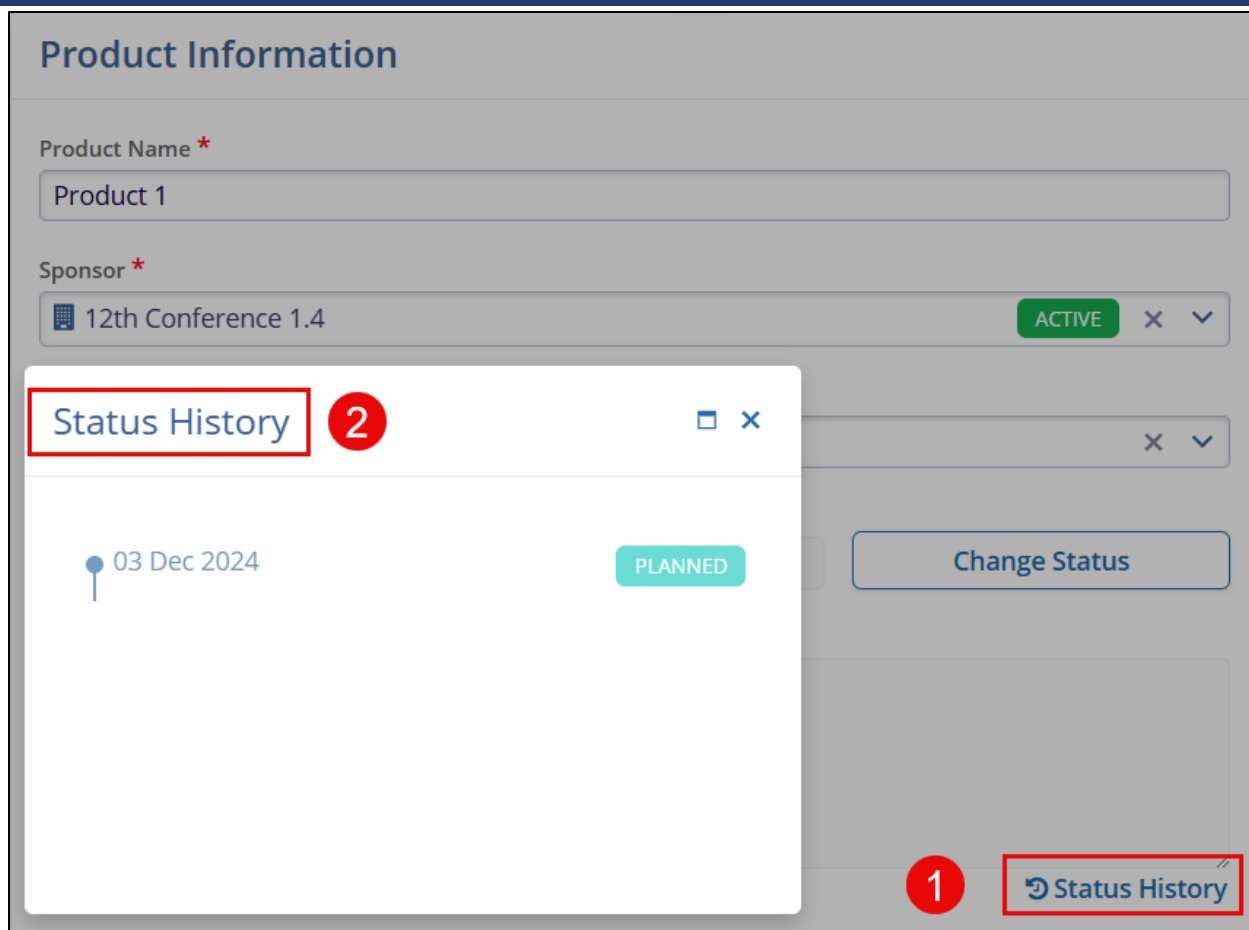 Product Information
Product Name *
Product 1
Sponsor *
12th Conference 1.4 ACTIVE
Status History 2
03 Dec 2024 PLANNED
Change Status
1 Status History